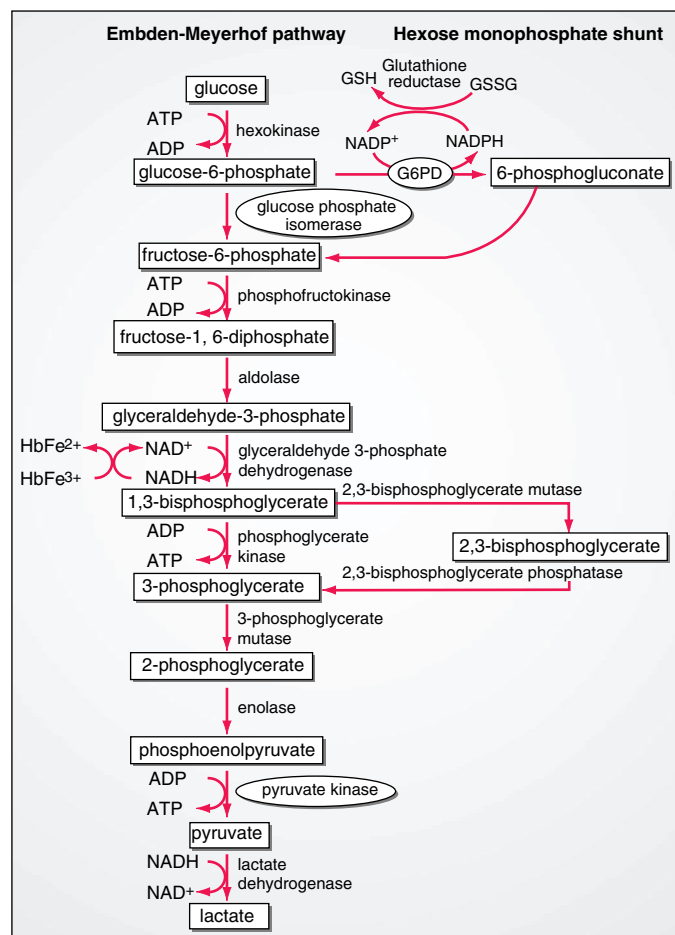 Embden-Meyerhof pathway
Hexose monophosphate shunt
Glutathione
reductase
GSH
GSSG
glucose
ATP
hexokinase
ADP
NADP+
NADPH
glucose-6-phosphate
G6PD
6-phosphogluconate
glucose phosphate
isomerase
fructose-6-phosphate
ATP
phosphofructokinase
ADP
fructose-1, 6-diphosphate
aldolase
glyceraldehyde-3-phosphate
HbFe2+
NAD+
glyceraldehyde 3-phosphate
dehydrogenase
HbFe3+
NADH
1,3-bisphosphoglycerate
2,3-bisphosphoglycerate mutase
ADP
phosphoglycerate
kinase
ATP
2,3-bisphosphoglycerate
3-phosphoglycerate
2,3-bisphosphoglycerate phosphatase
3-phosphoglycerate
mutase
2-phosphoglycerate
enolase
phosphoenolpyruvate
ADP
pyruvate kinase
ATP
pyruvate
NADH
lactate
dehydrogenase
NAD+
lactate